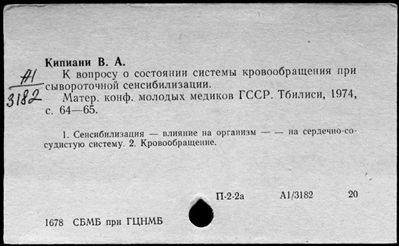 Кипиани В. А.
К вопросу о состоянии системы кровообращения при
сывороточной сенсибилизации.
Матер. конф. молодых медиков ГССР. Тбилиси, 1974,
с. 64—65.
А1
3182
1. Сенсибилизация — влияние на организм — — на сердечно-со-
судистую систему. 2. Кровообращение.
П-2-2а А1/3182 20
1678 СБМБ при ГЦНМБ